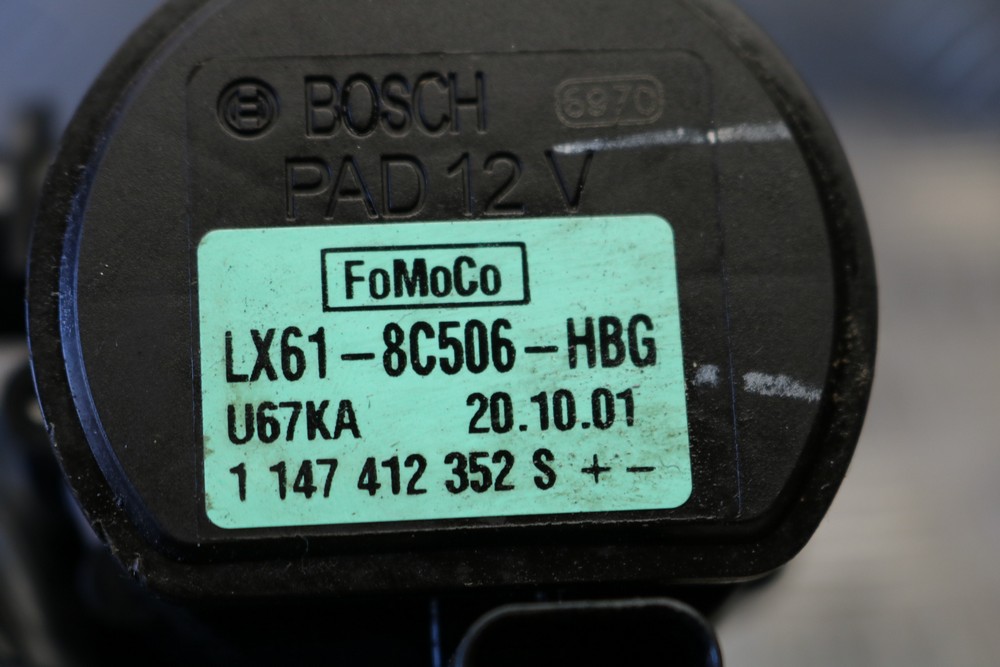 BOSCH 6970
PAD 12 V
FoMoCo
LX61-8C506-HBG
U67KA 20.10.01
1 147 412 352 S + -